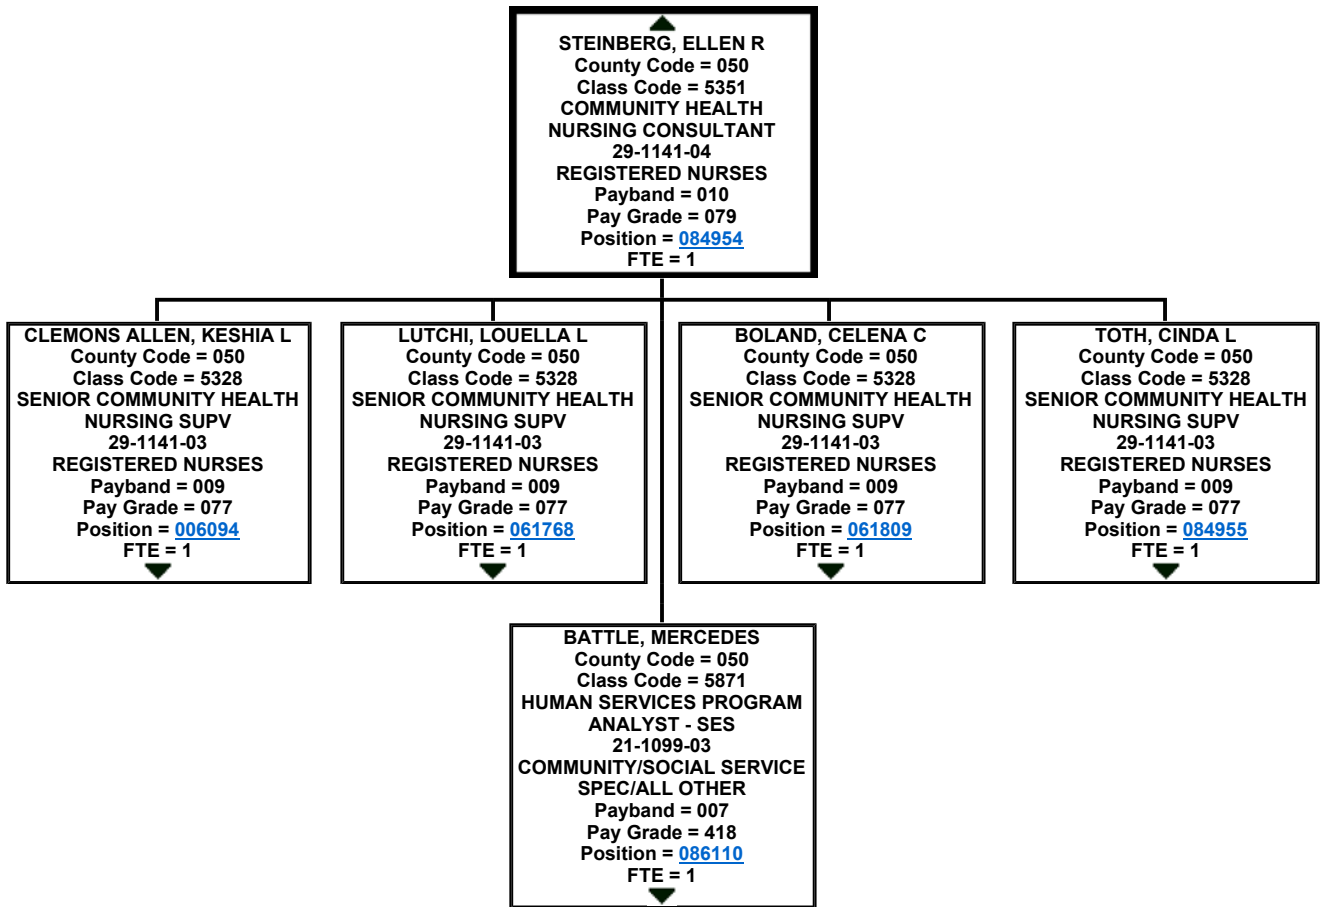 STEINBERG, ELLEN R
County Code = 050
Class Code = 5351
COMMUNITY HEALTH
NURSING CONSULTANT
29-1141-04
REGISTERED NURSES
Payband = 010
Pay Grade = 079
Position = 084954
FTE = 1
CLEMONS ALLEN, KESHIA L
County Code = 050
Class Code = 5328
SENIOR COMMUNITY HEALTH
NURSING SUPV
29-1141-03
REGISTERED NURSES
Payband = 009
Pay Grade = 077
Position = 006094
FTE = 1
LUTCHI, LOUELLA L
County Code = 050
Class Code = 5328
SENIOR COMMUNITY HEALTH
NURSING SUPV
29-1141-03
REGISTERED NURSES
Payband = 009
Pay Grade = 077
Position = 061768
FTE = 1
BOLAND, CELENA C
County Code = 050
Class Code = 5328
SENIOR COMMUNITY HEALTH
NURSING SUPV
29-1141-03
REGISTERED NURSES
Payband = 009
Pay Grade = 077
Position = 061809
FTE = 1
TOTH, CINDA L
County Code = 050
Class Code = 5328
SENIOR COMMUNITY HEALTH
NURSING SUPV
29-1141-03
REGISTERED NURSES
Payband = 009
Pay Grade = 077
Position = 084955
FTE = 1
BATTLE, MERCEDES
County Code = 050
Class Code = 5871
HUMAN SERVICES PROGRAM
ANALYST - SES
21-1099-03
COMMUNITY/SOCIAL SERVICE
SPEC/ALL OTHER
Payband = 007
Pay Grade = 418
Position = 086110
FTE = 1